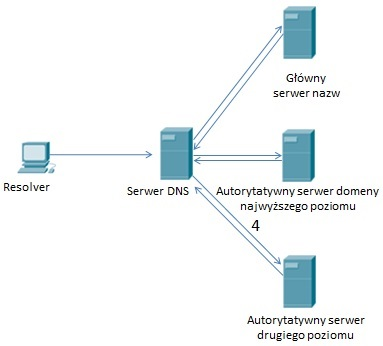 Główny
serwer nazw
Resolver
Serwer DNS
Autorytatywny serwer domeny
najwyższego poziomu
4
Autorytatywny serwer
drugiego poziomu